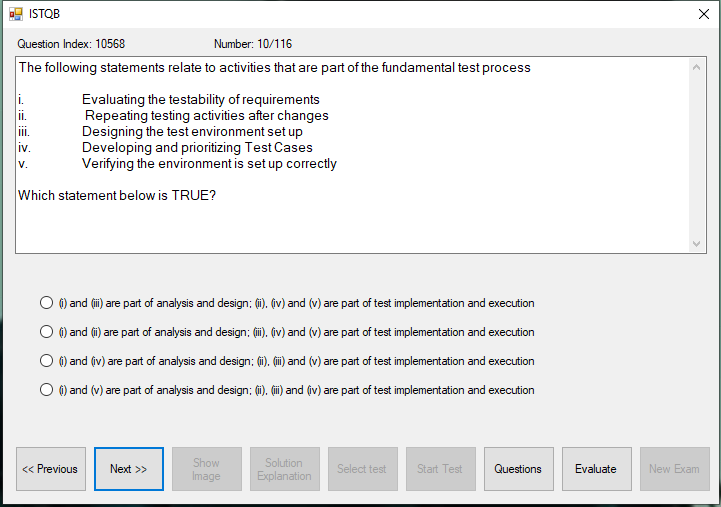 ISTQB
Question Index: 10568 Number: 10/116
The following statements relate to activities that are part of the fundamental test process
i. Evaluating the testability of requirements
ii. Repeating testing activities after changes
iii. Designing the test environment set up
iv. Developing and prioritizing Test Cases
v. Verifying the environment is set up correctly
Which statement below is TRUE?
(i) and (iii) are part of analysis and design; (ii), (iv) and (v) are part of test implementation and execution
(i) and (ii) are part of analysis and design; (iii), (iv) and (v) are part of test implementation and execution
(i) and (iv) are part of analysis and design; (ii), (iii) and (v) are part of test implementation and execution
(i) and (v) are part of analysis and design; (ii), (iii) and (iv) are part of test implementation and execution
<< Previous Next >> Show Image Solution Explanation Select test Start Test Questions Evaluate New Exam